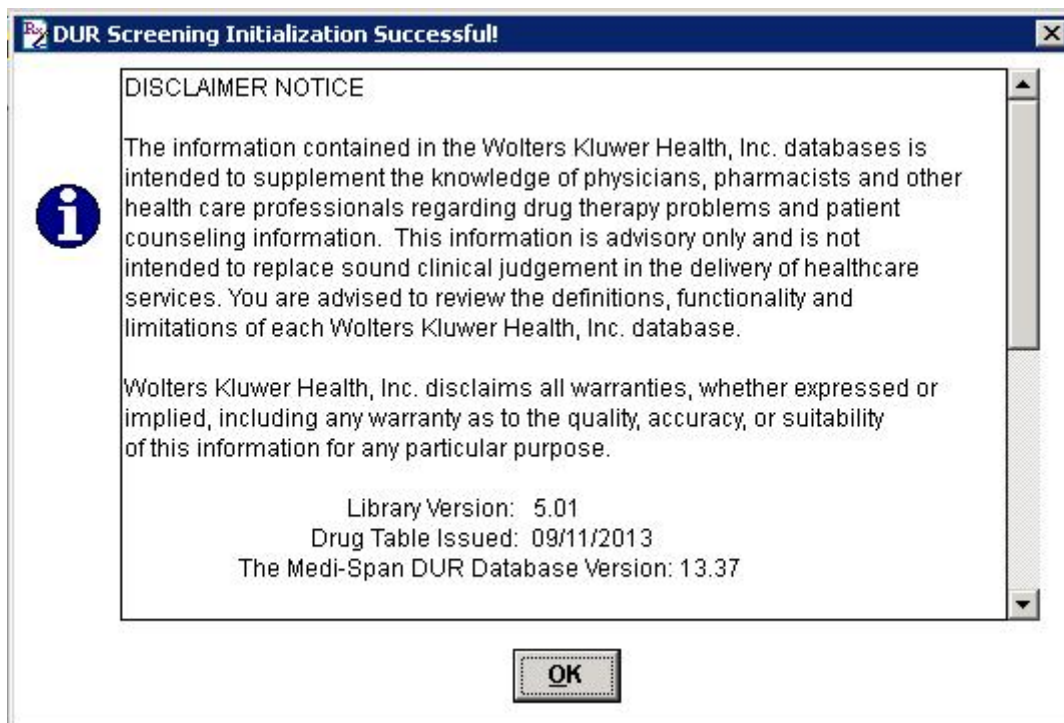 DUR Screening Initialization Successful!
DISCLAIMER NOTICE
The information contained in the Wolters Kluwer Health, Inc. databases is
intended to supplement the knowledge of physicians, pharmacists and other
health care professionals regarding drug therapy problems and patient
counseling information.  This information is advisory only and is not
intended to replace sound clinical judgement in the delivery of healthcare
services. You are advised to review the definitions, functionality and
limitations of each Wolters Kluwer Health, Inc. database.
Wolters Kluwer Health, Inc. disclaims all warranties, whether expressed or
implied, including any warranty as to the quality, accuracy, or suitability
of this information for any particular purpose.
Library Version:  5.01
Drug Table Issued:  09/11/2013
The Medi-Span DUR Database Version: 13.37
OK